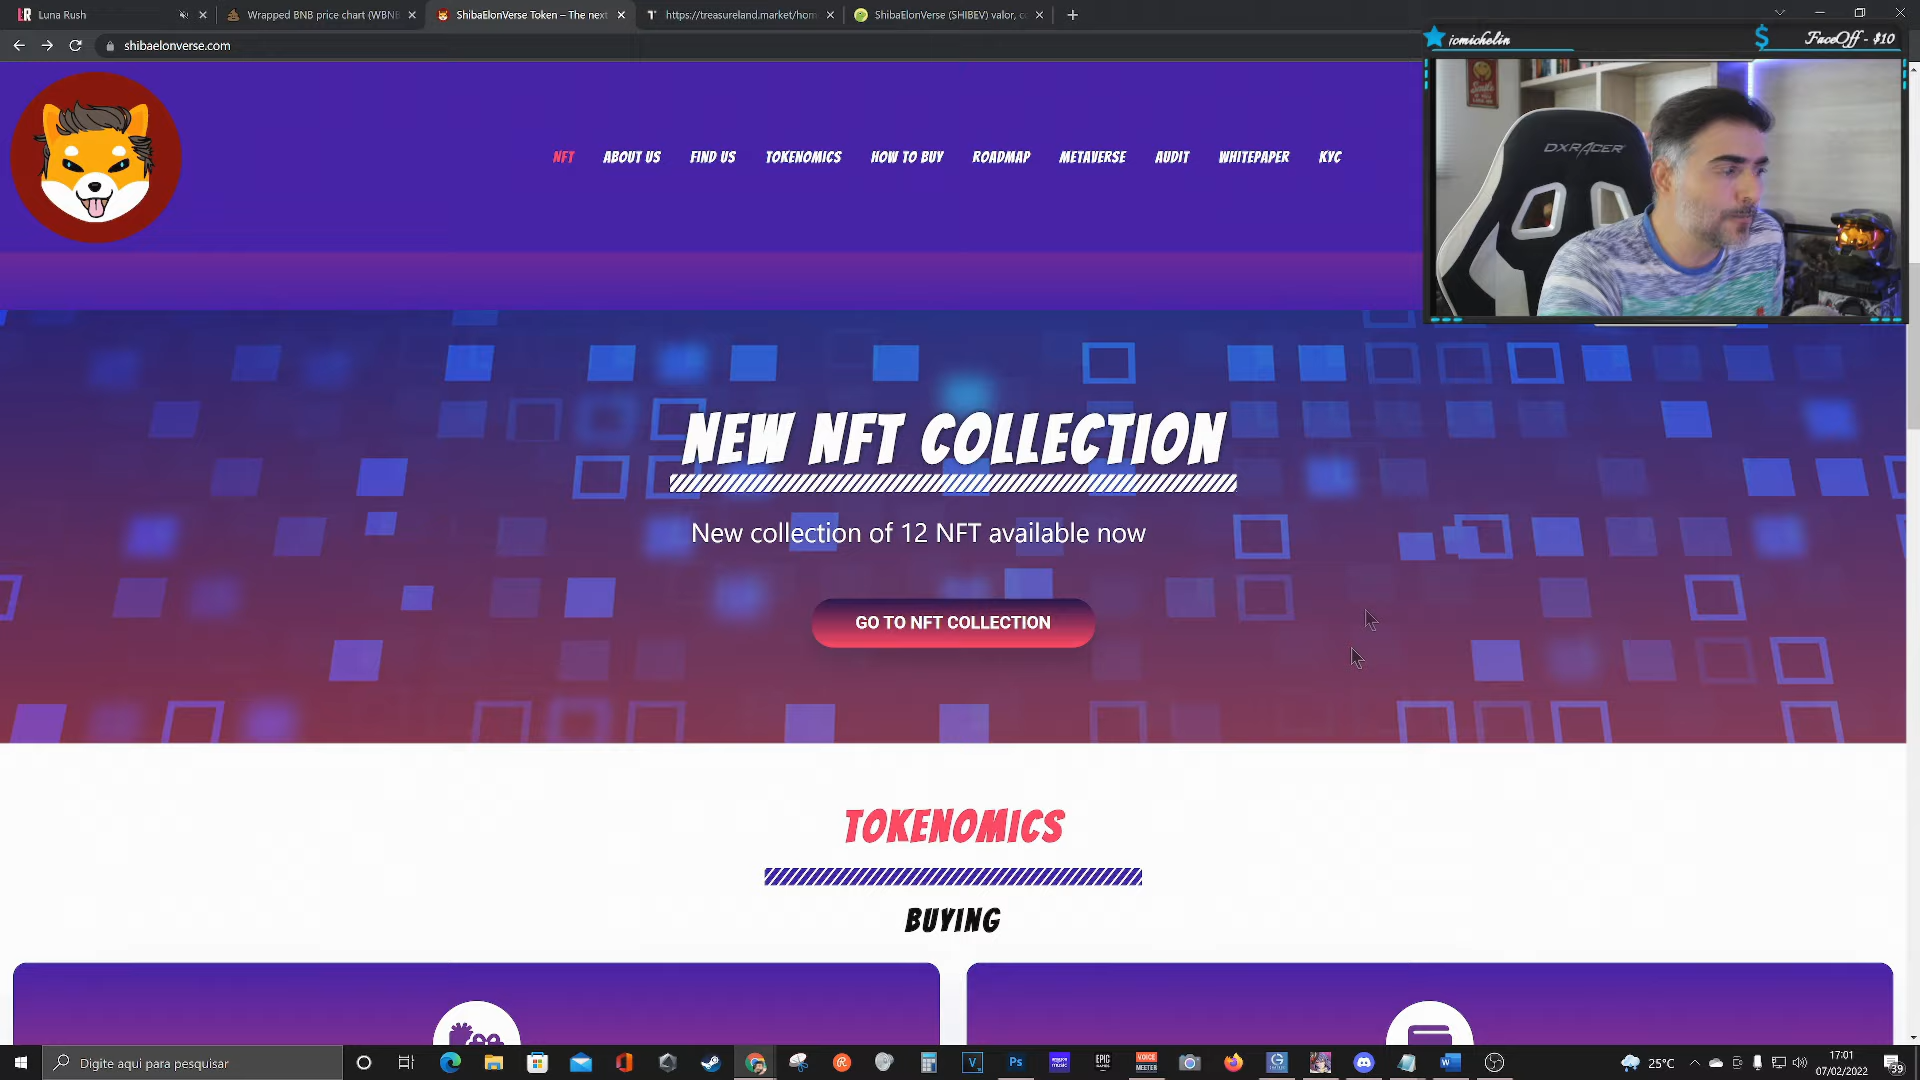 Luna Rush
Wrapped BNB price chart (WBNB
ShibaElonVerse Token – The next
https://treasureland.market/hom
ShibaElonVerse (SHIBEV) valor, c
shibaelonverse.com
icmichelin
FaceOff - $10
DXRACER
NFT
ABOUT US
FIND US
TOKENOMICS
HOW TO BUY
ROADMAP
METAVERSE
AUDIT
WHITEPAPER
KYC
NEW NFT COLLECTION
New collection of 12 NFT available now
GO TO NFT COLLECTION
TOKENOMICS
BUYING
Digite aqui para pesquisar
25°C
17:01
07/02/2022
39